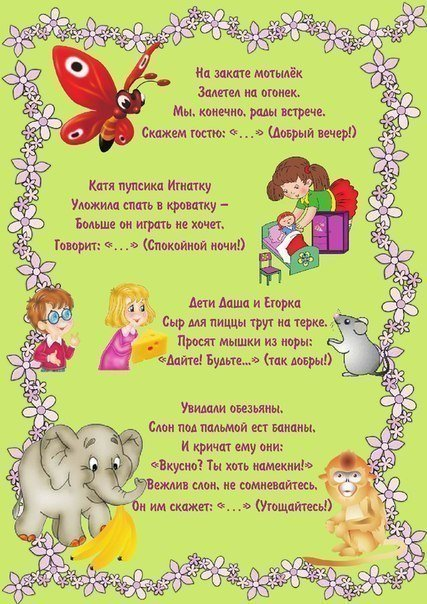 На закате мотылёк
Залетел на огонек.
Мы, конечно, рады встрече,
Скажем гостю: «...» (Добрый вечер!)
Катя пупсика Игнатку
Уложила спать в кроватку –
Больше он играть не хочет,
Говорит: «...» (Спокойной ночи!)
Дети Даша и Егорка
Сыр для пиццы трут на терке.
Просят мышки из норы:
«Дайте! Будьте...» (так добры!)
Увидали обезьяны,
Слон под пальмой ест бананы,
И кричат ему они:
«Вкусно? Ты хоть намекни!»
Вежлив слон, не сомневайтесь,
Он им скажет: «...» (Угощайтесь!)